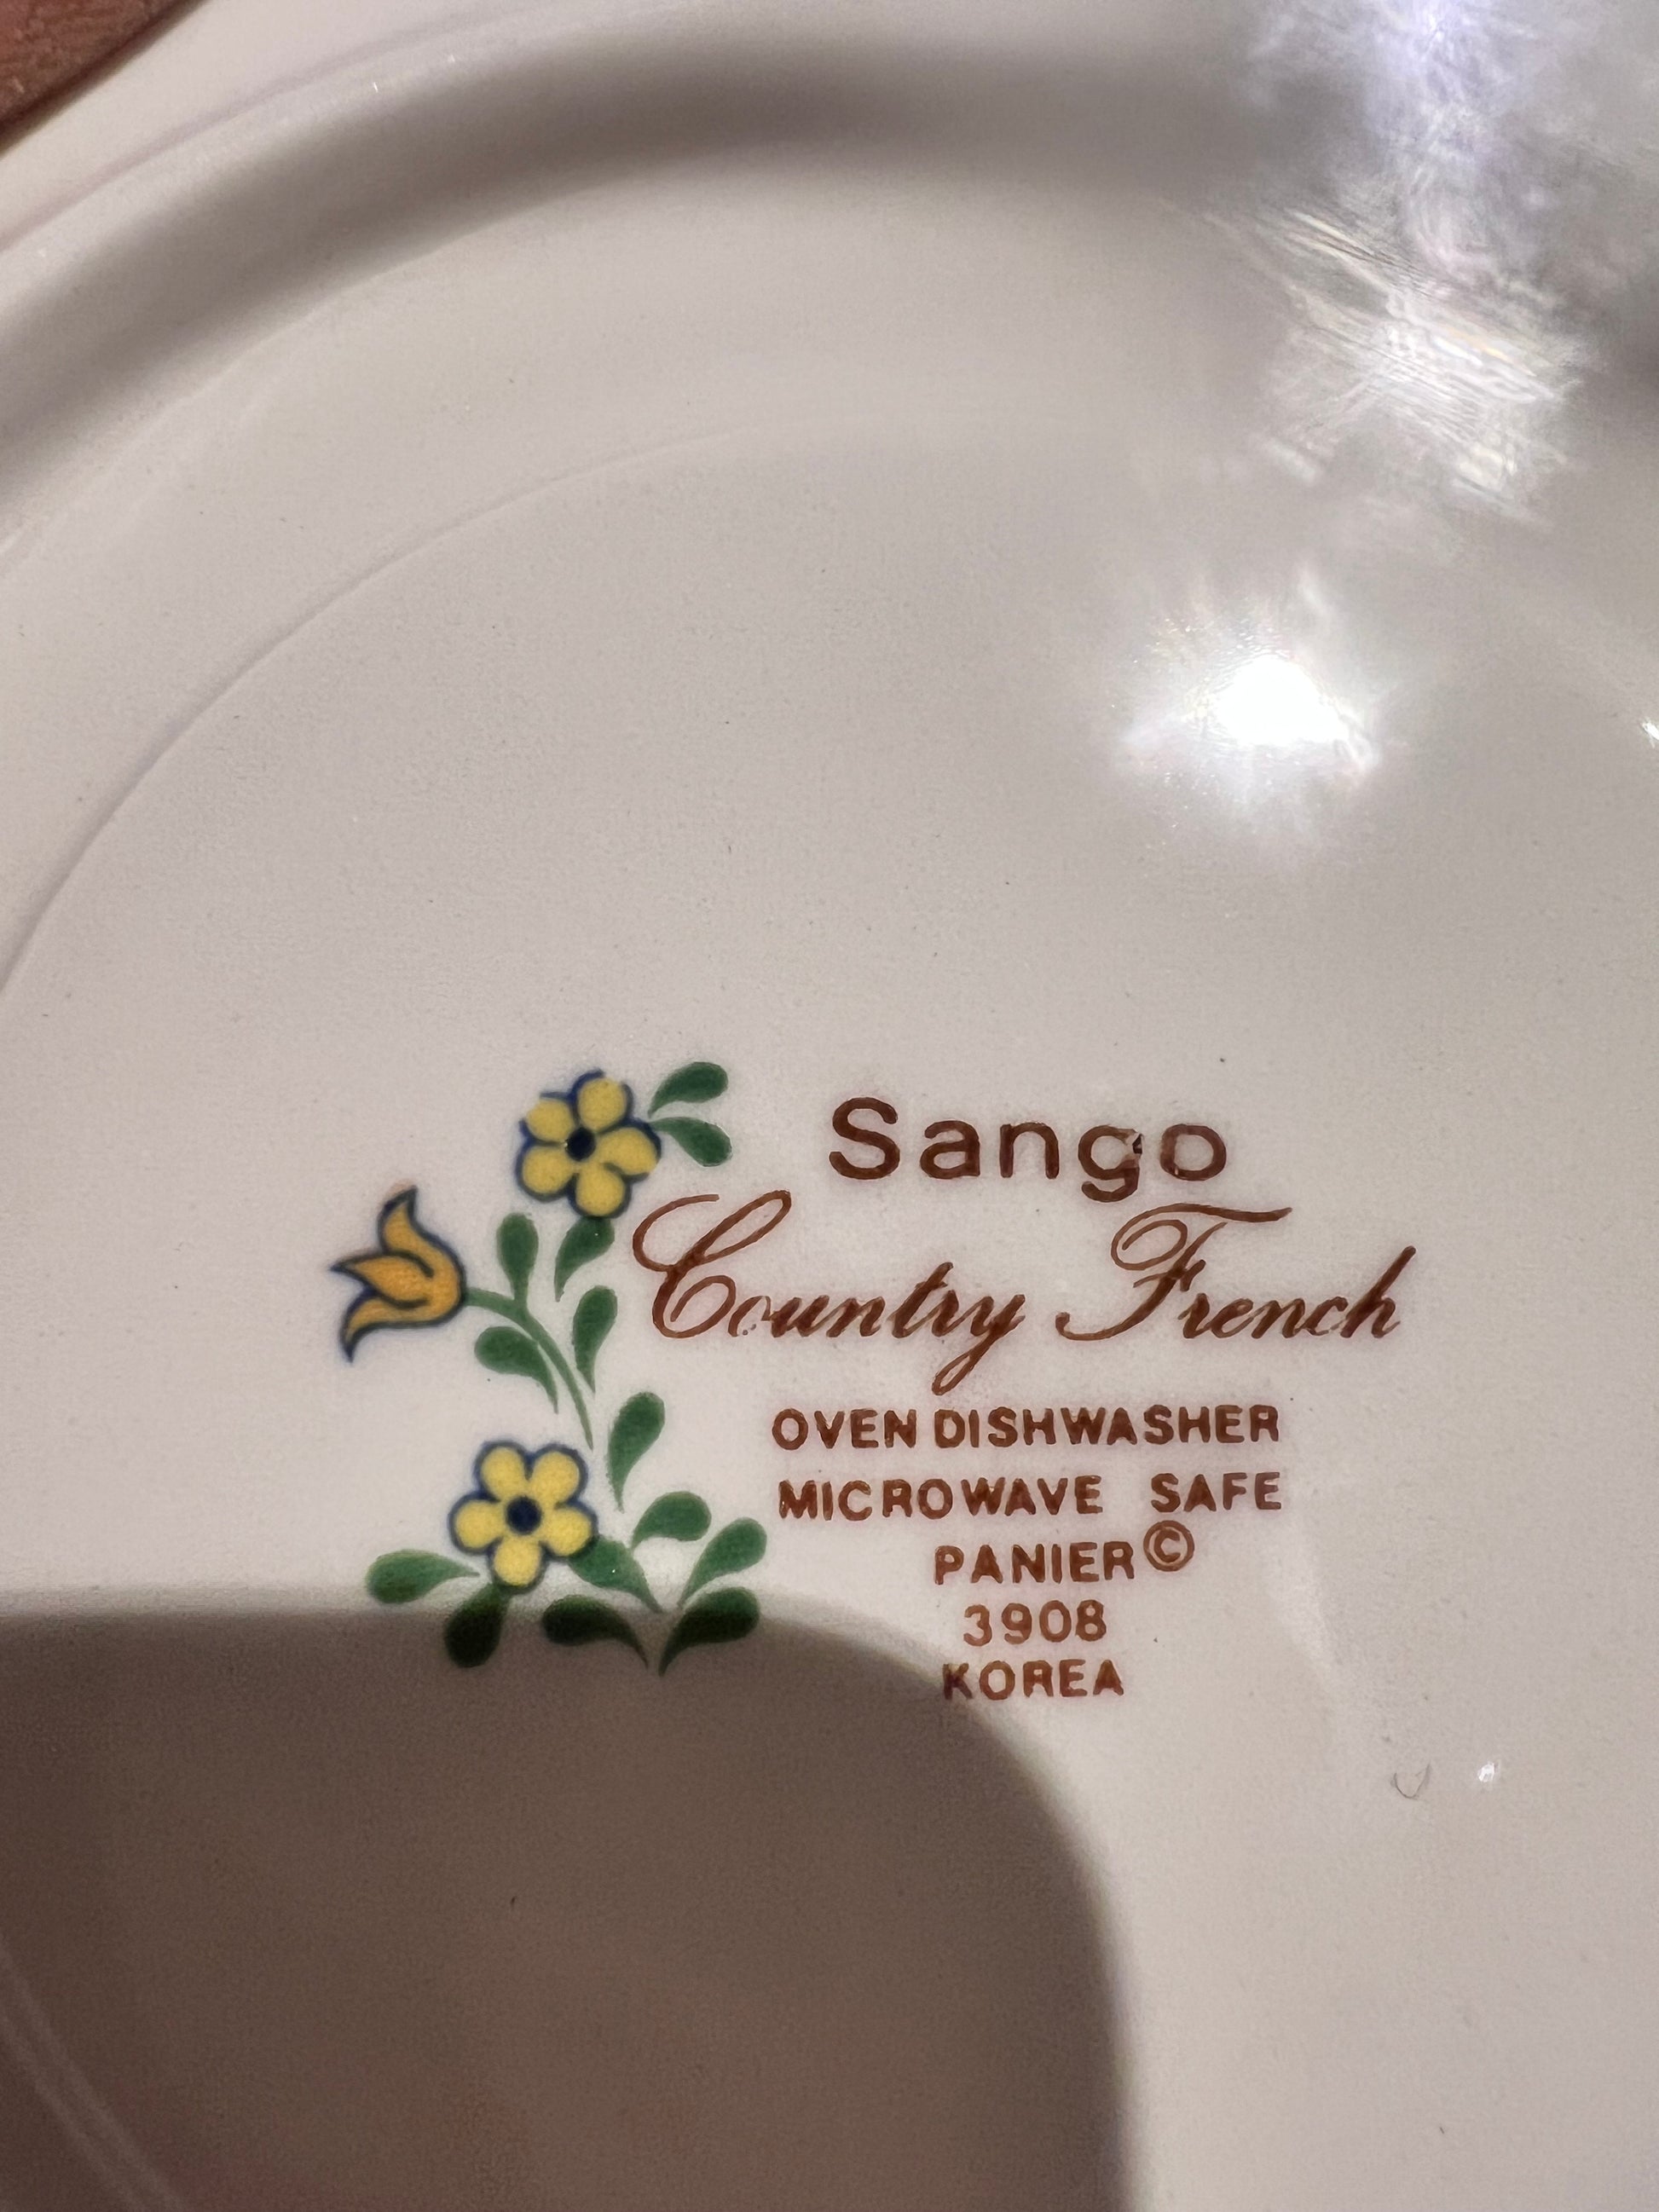 Sango
Country French
OVEN DISHWASHER
MICROWAVE SAFE
PANIER©
3908
KOREA